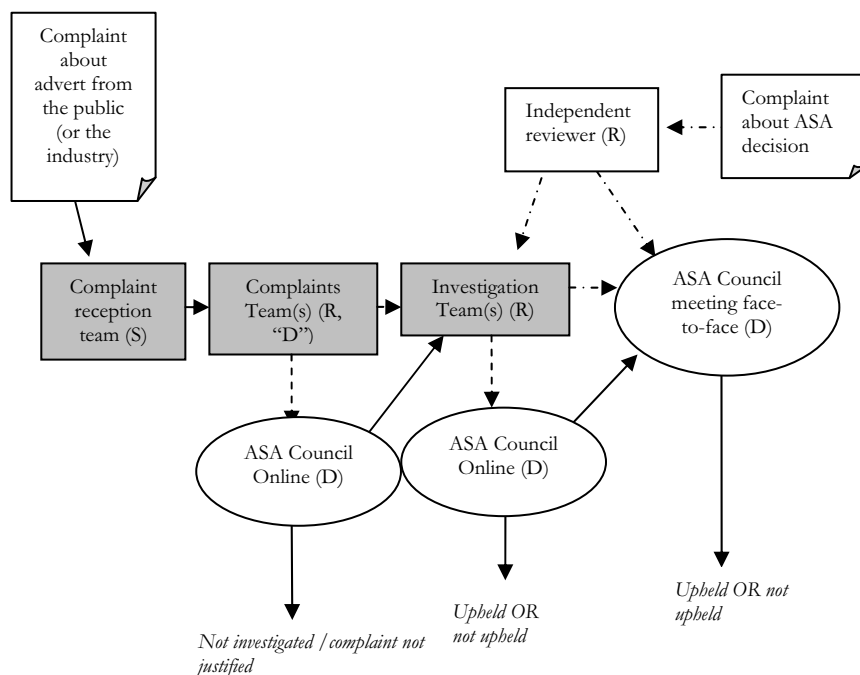 Complaint
about
advert from
the public
(or the
industry)
Independent
reviewer (R)
Complaint
about ASA
decision
Complaint
reception
team (S)
Complaints
Team(s) (R,
“D”)
Investigation
Team(s) (R)
ASA Council
meeting face-
to-face (D)
ASA Council
Online (D)
ASA Council
Online (D)
Not investigated / complaint not
justified
Upheld OR
not upheld
Upheld OR not
upheld